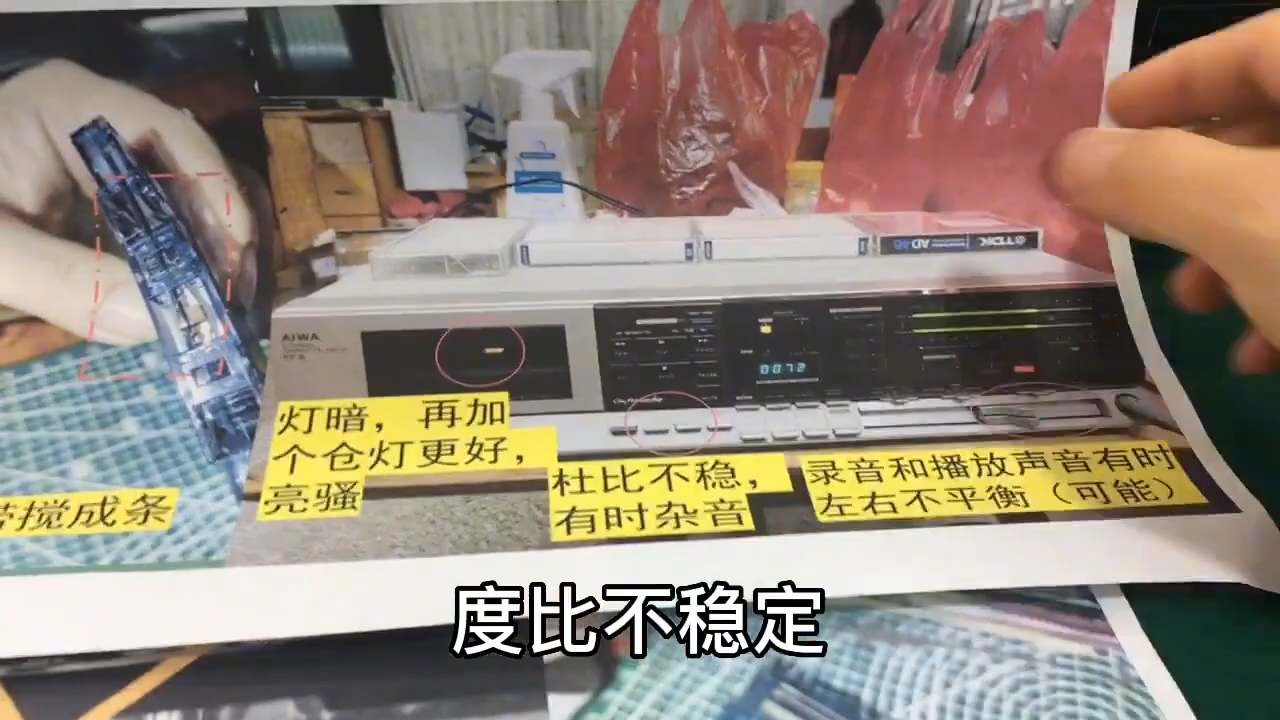 TDK
AD46
AIWA
0072
灯暗，再加
个仓灯更好，
亮骚
杜比不稳，
有时杂音
录音和播放声音有时
左右不平衡（可能）
带搅成条
度比不稳定